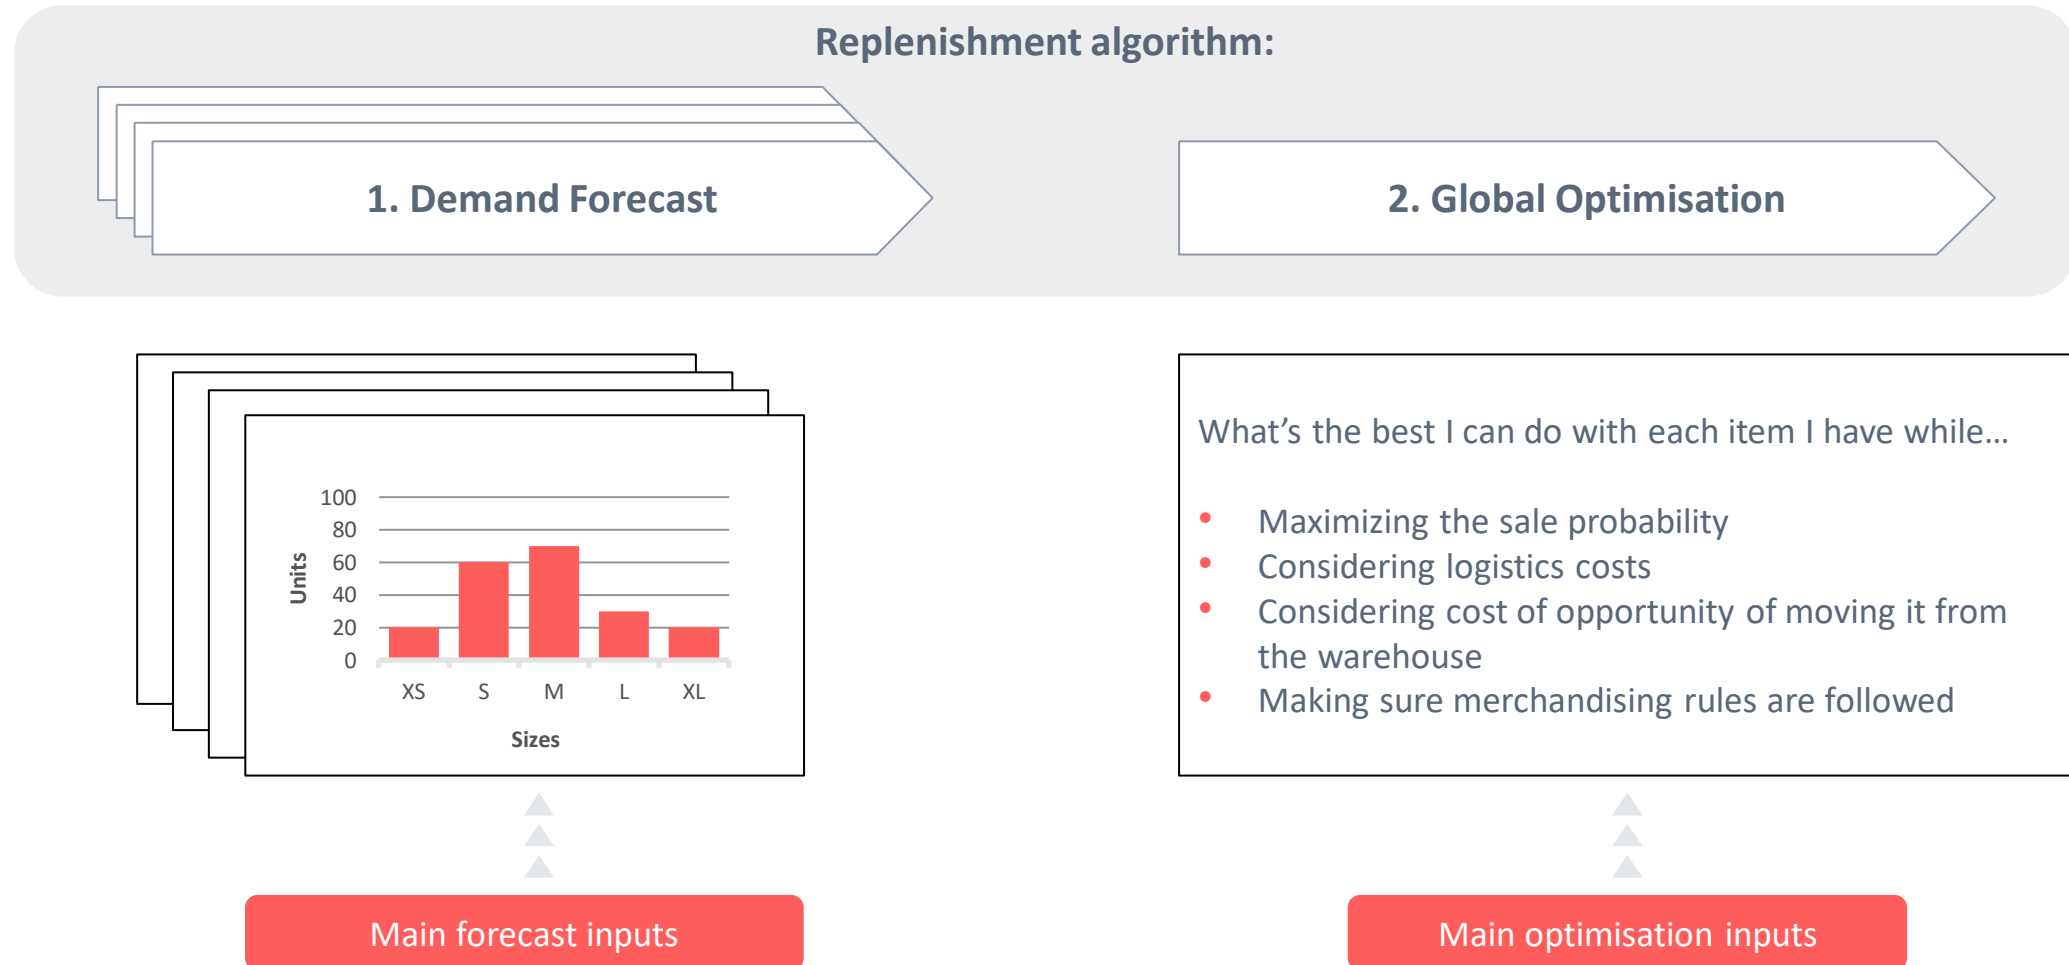 Replenishment algorithm:
1. Demand Forecast
2. Global Optimisation
100
80
60
40
20
0
Units
XS S M L XL
Sizes
What’s the best I can do with each item I have while…
• Maximizing the sale probability
• Considering logistics costs
• Considering cost of opportunity of moving it from
the warehouse
• Making sure merchandising rules are followed
Main forecast inputs
Main optimisation inputs